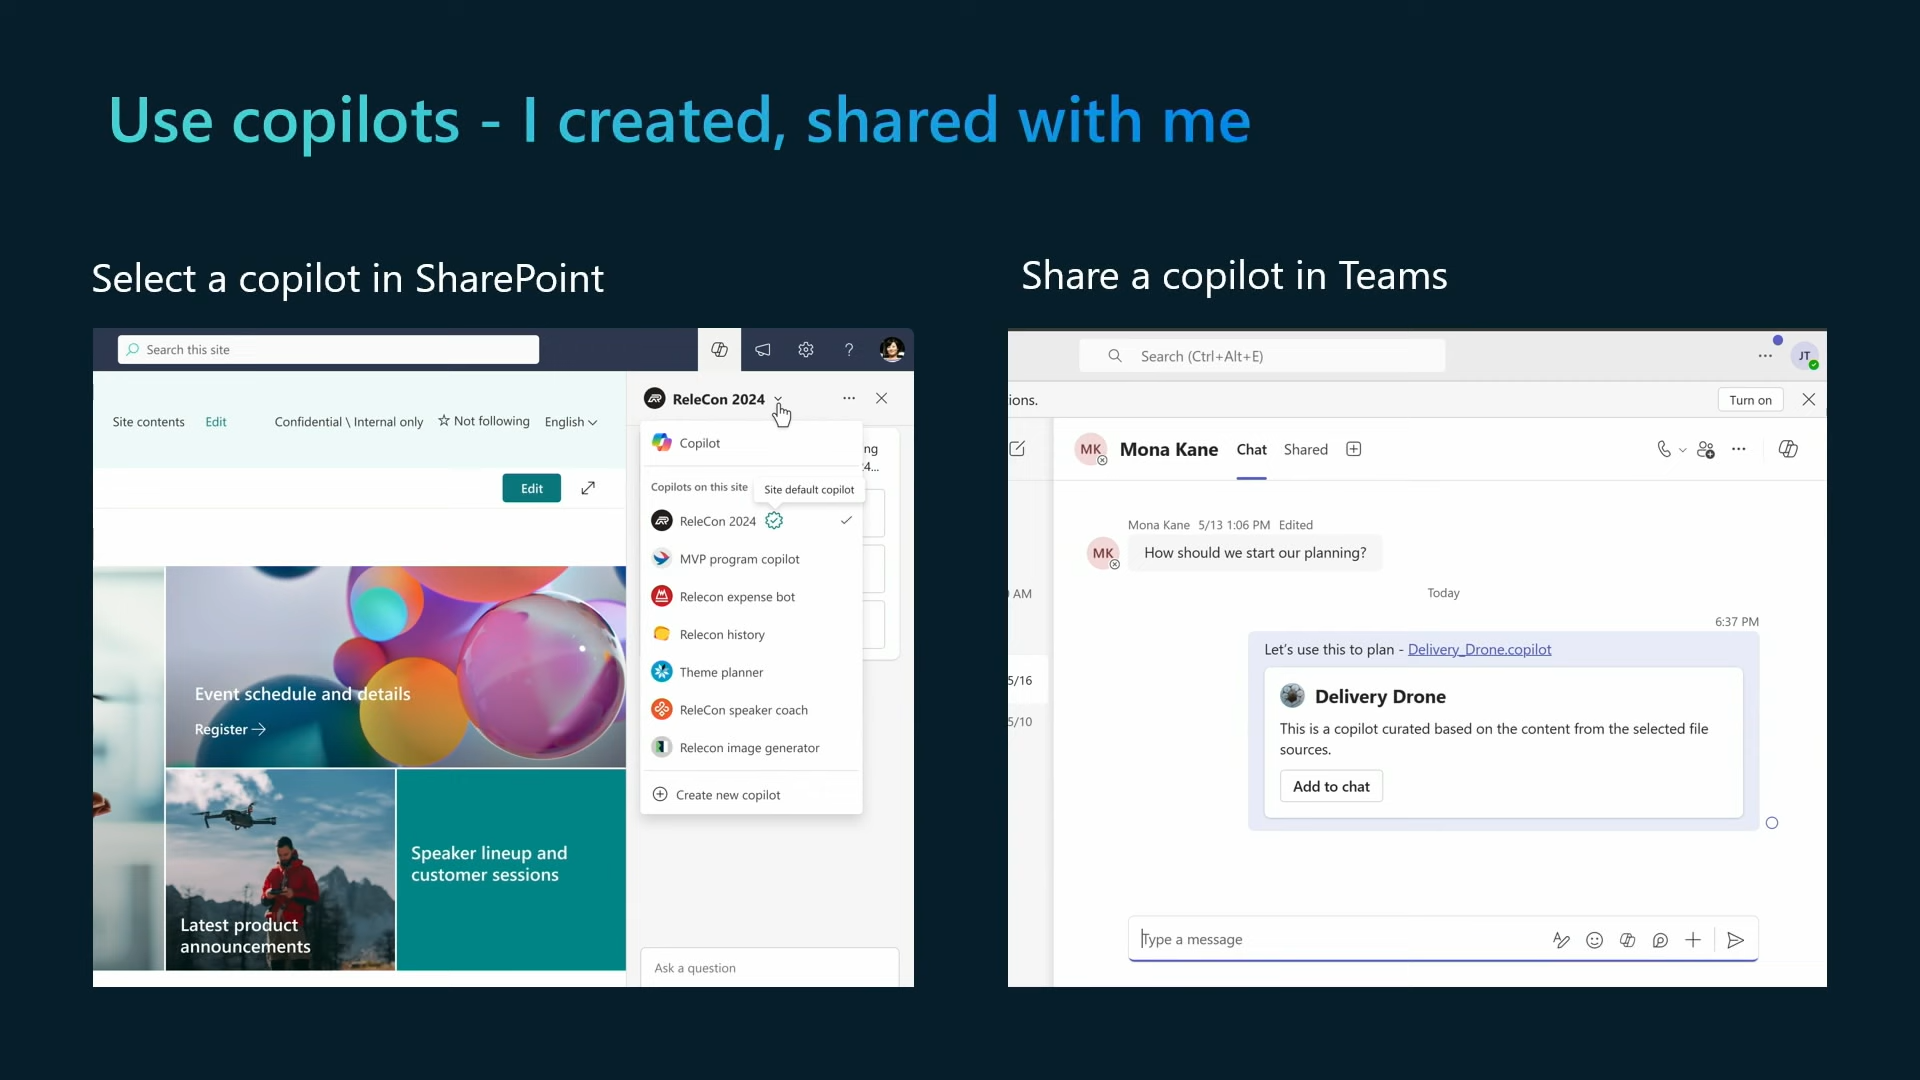 Use copilots - I created, shared with me
Select a copilot in SharePoint
Search this site
?
Site contents
Edit
Confidential \ Internal only
Not following
English
Edit
Event schedule and details
Register
Latest product
announcements
Speaker lineup and
customer sessions
ReleCon 2024
Copilot
ng
4...
Copilots on this site
Site default copilot
ReleCon 2024
MVP program copilot
Relecon expense bot
Relecon history
Theme planner
ReleCon speaker coach
Relecon image generator
Create new copilot
Ask a question
Share a copilot in Teams
Search (Ctrl+Alt+E)
JT
ions.
Turn on
MK
Mona Kane
Chat
Shared
AM
5/16
5/10
Mona Kane 5/13 1:06 PM Edited
MK
How should we start our planning?
Today
6:37 PM
Let's use this to plan - Delivery_Drone.copilot
Delivery Drone
This is a copilot curated based on the content from the selected file
sources.
Add to chat
Type a message